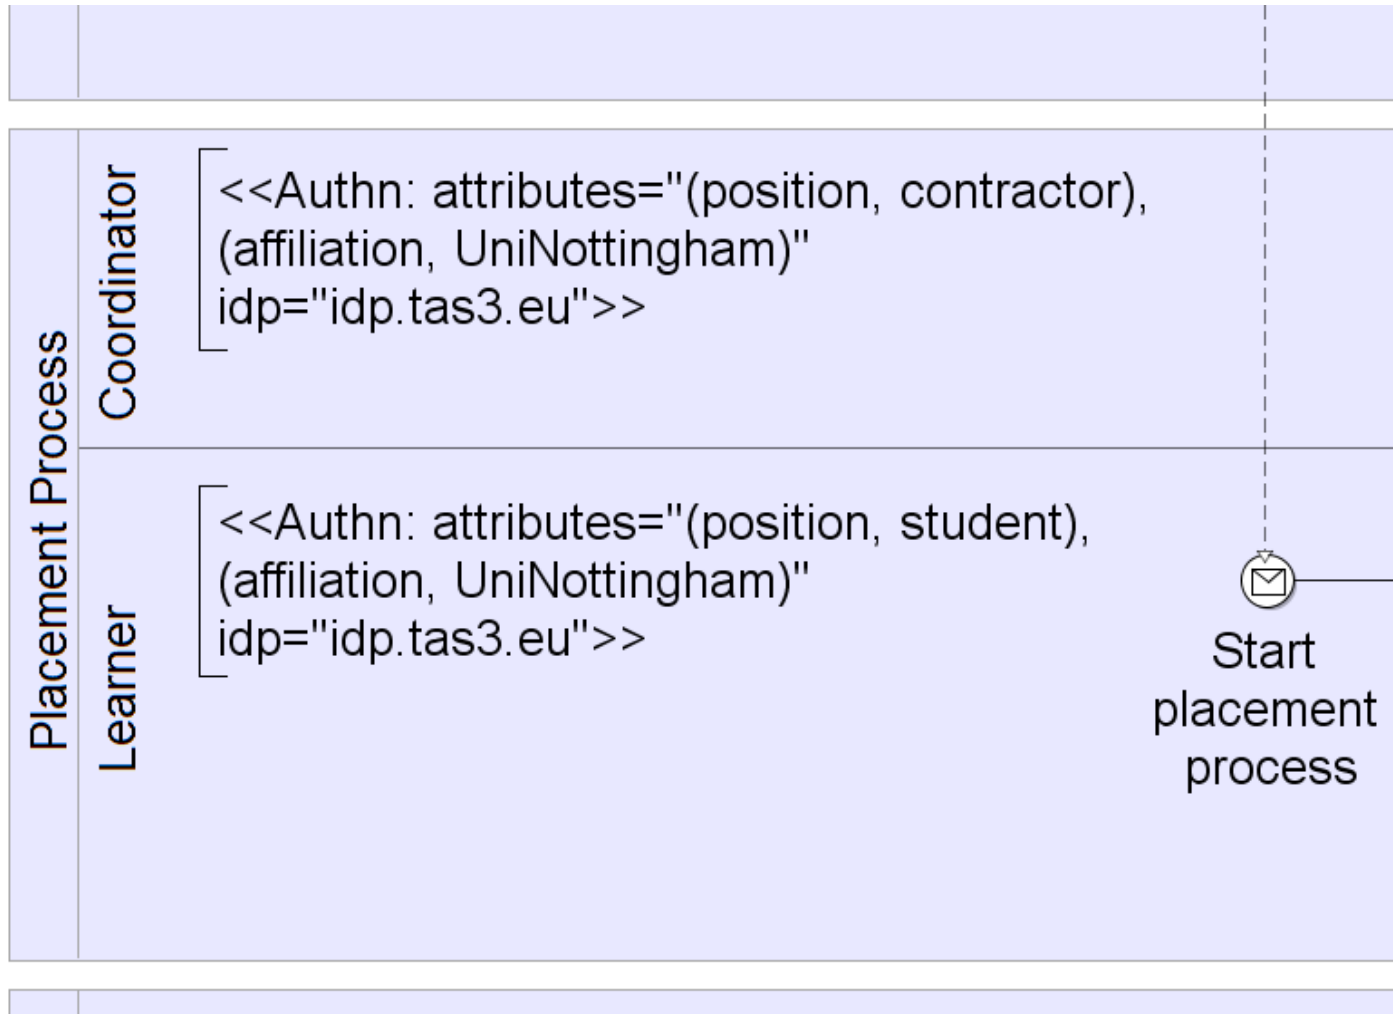 Placement Process
Coordinator
<<Authn: attributes="(position, contractor),
(affiliation, UniNottingham)"
idp="idp.tas3.eu">>
Learner
<<Authn: attributes="(position, student),
(affiliation, UniNottingham)"
idp="idp.tas3.eu">>
Start
placement
process